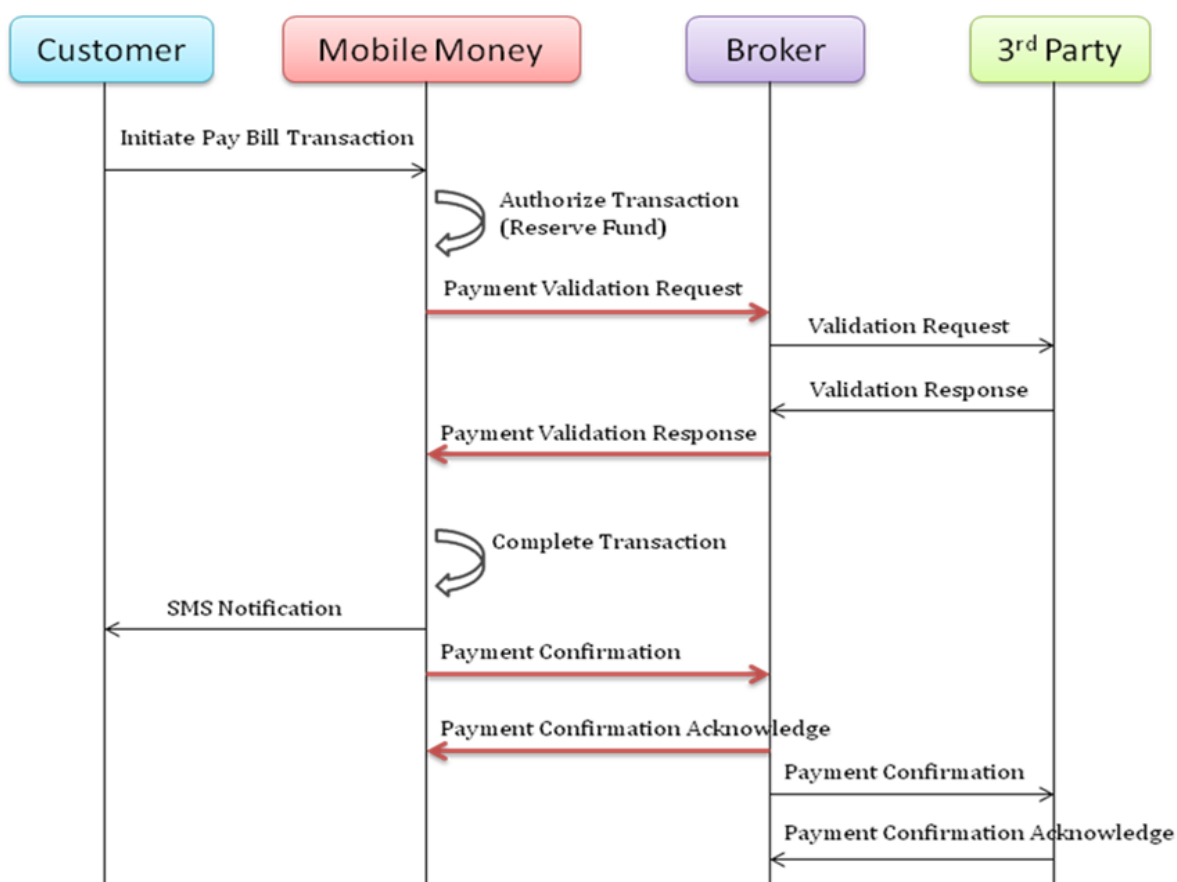 Customer
Mobile Money
Broker
3rd Party
Initiate Pay Bill Transaction
Authorize Transaction
(Reserve Fund)
Payment Validation Request
Validation Request
Validation Response
Payment Validation Response
Complete Transaction
SMS Notification
Payment Confirmation
Payment Confirmation Acknowledge
Payment Confirmation
Payment Confirmation Acknowledge